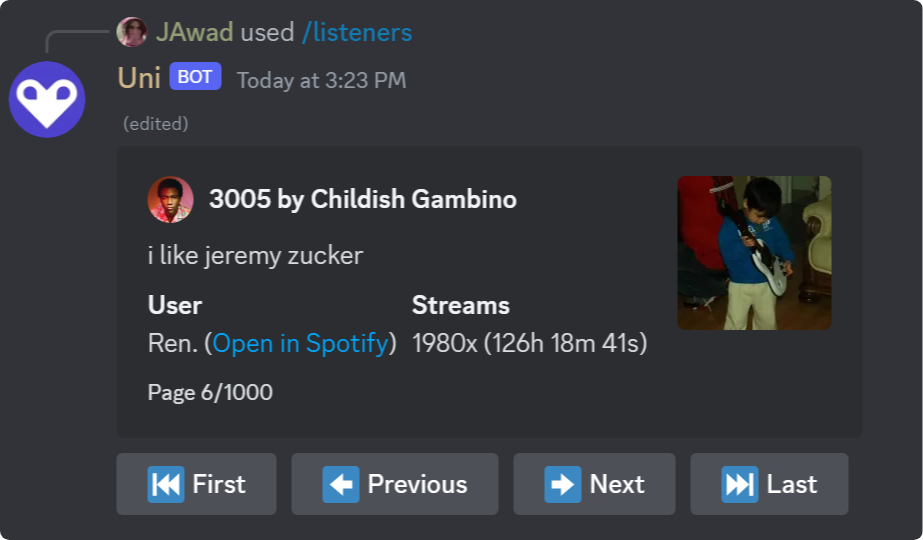 JAwad used /listeners
Uni BOT Today at 3:23 PM
(edited)
3005 by Childish Gambino
i like jeremy zucker
User Streams
Ren. (Open in Spotify) 1980x (126h 18m 41s)
Page 6/1000
First Previous Next Last